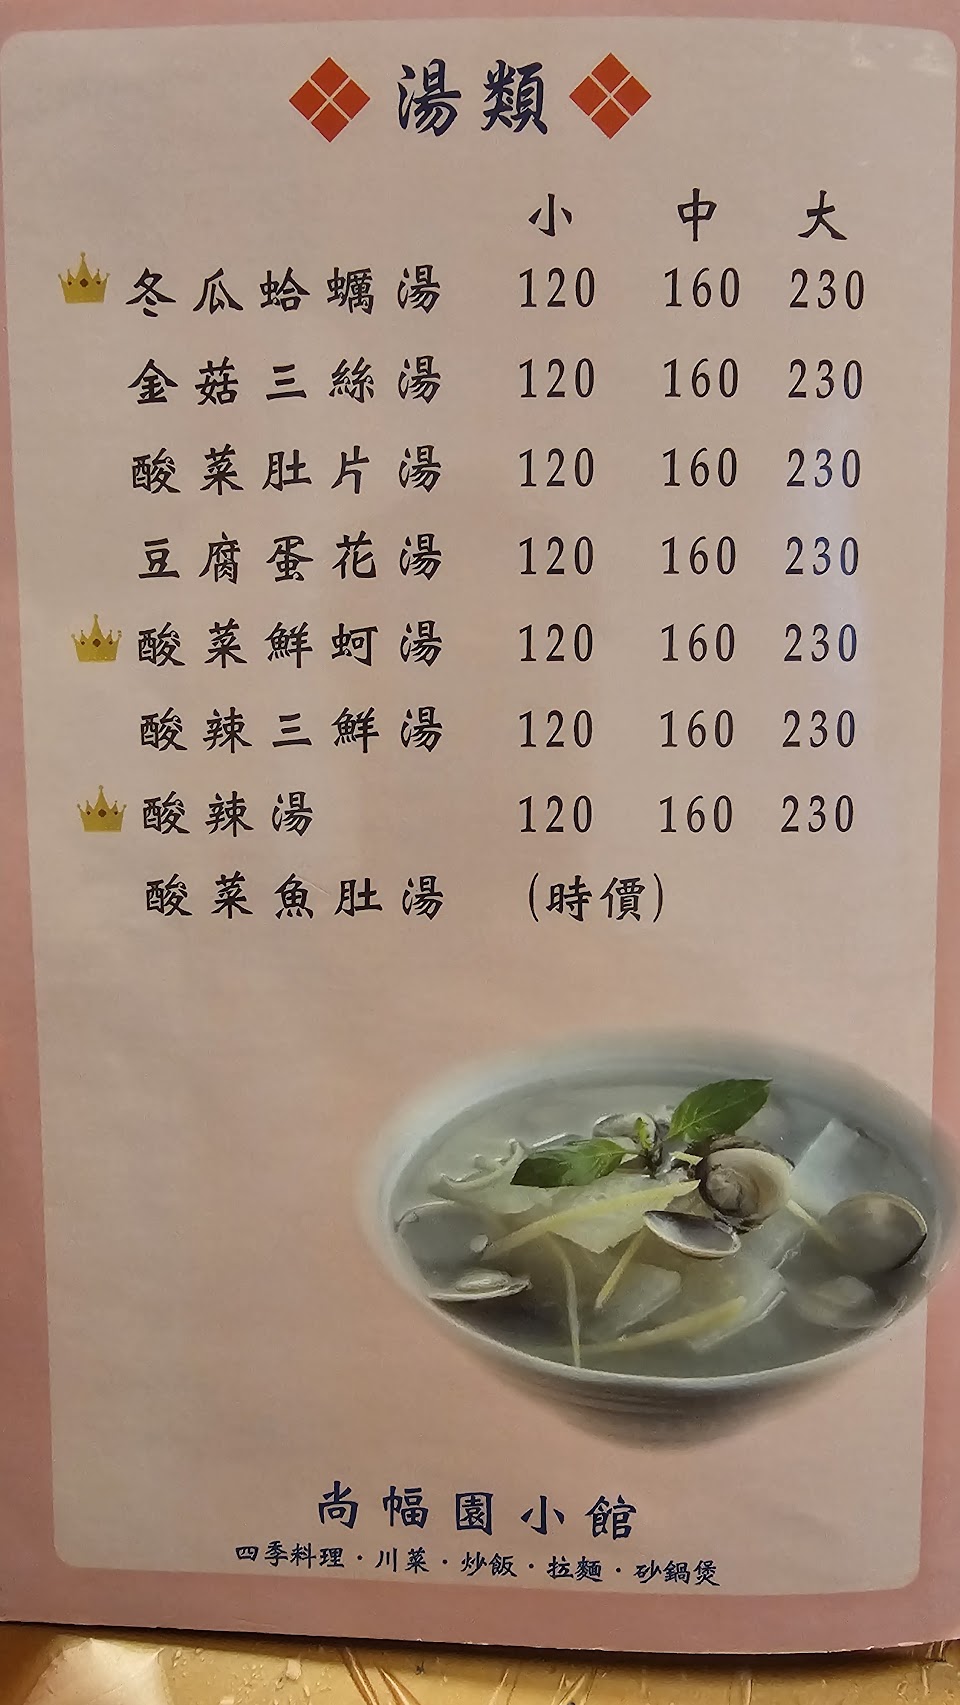 湯類
小 中 大
冬瓜蛤蠣湯 120 160 230
金菇三絲湯 120 160 230
酸菜肚片湯 120 160 230
豆腐蛋花湯 120 160 230
酸菜鮮蚵湯 120 160 230
酸辣三鮮湯 120 160 230
酸辣湯 120 160 230
酸菜魚肚湯 (時價)
尚幅園小館
四季料理·川菜·炒飯·拉麵·砂鍋煲